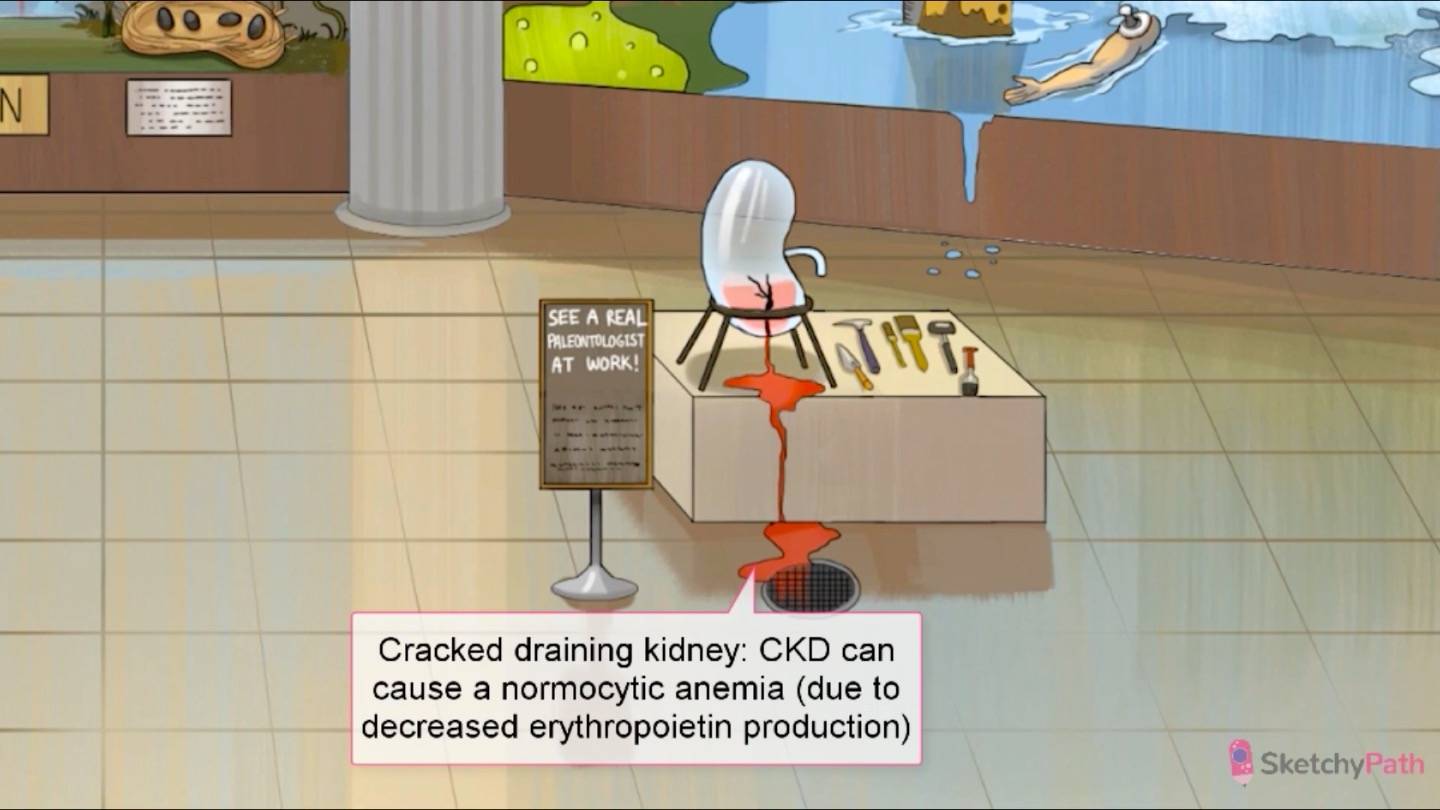 N
SEE A REAL
PALEONTOLOGIST
AT WORK!
Cracked draining kidney: CKD can
cause a normocytic anemia (due to
decreased erythropoietin production)
SketchyPath